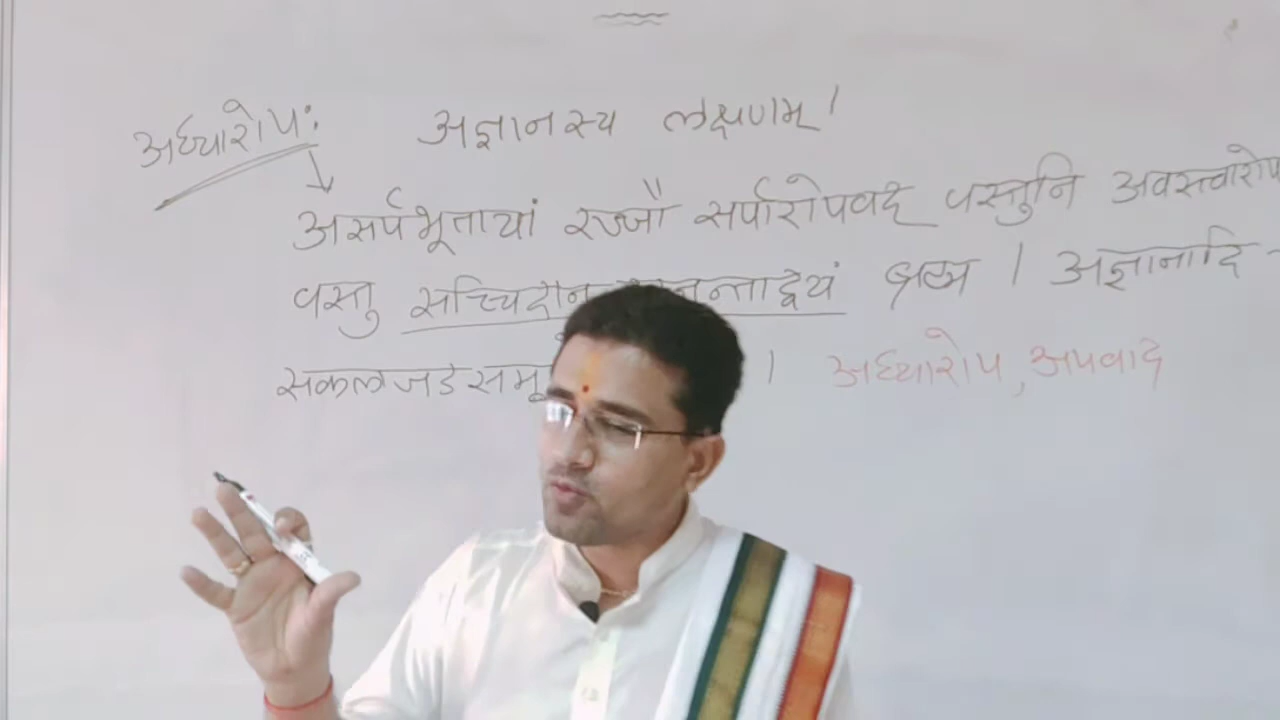 अध्यारोपः अज्ञानस्य लक्षणम् ।
असर्पभूतायां रज्जौ सर्पारोपवद् वस्तुनि अवस्त्वारोप
वस्तु सच्चिदान न्ताद्वयं ब्रह्म । अज्ञानादि -
सकलजडसमू । अध्यारोप , अपवाद